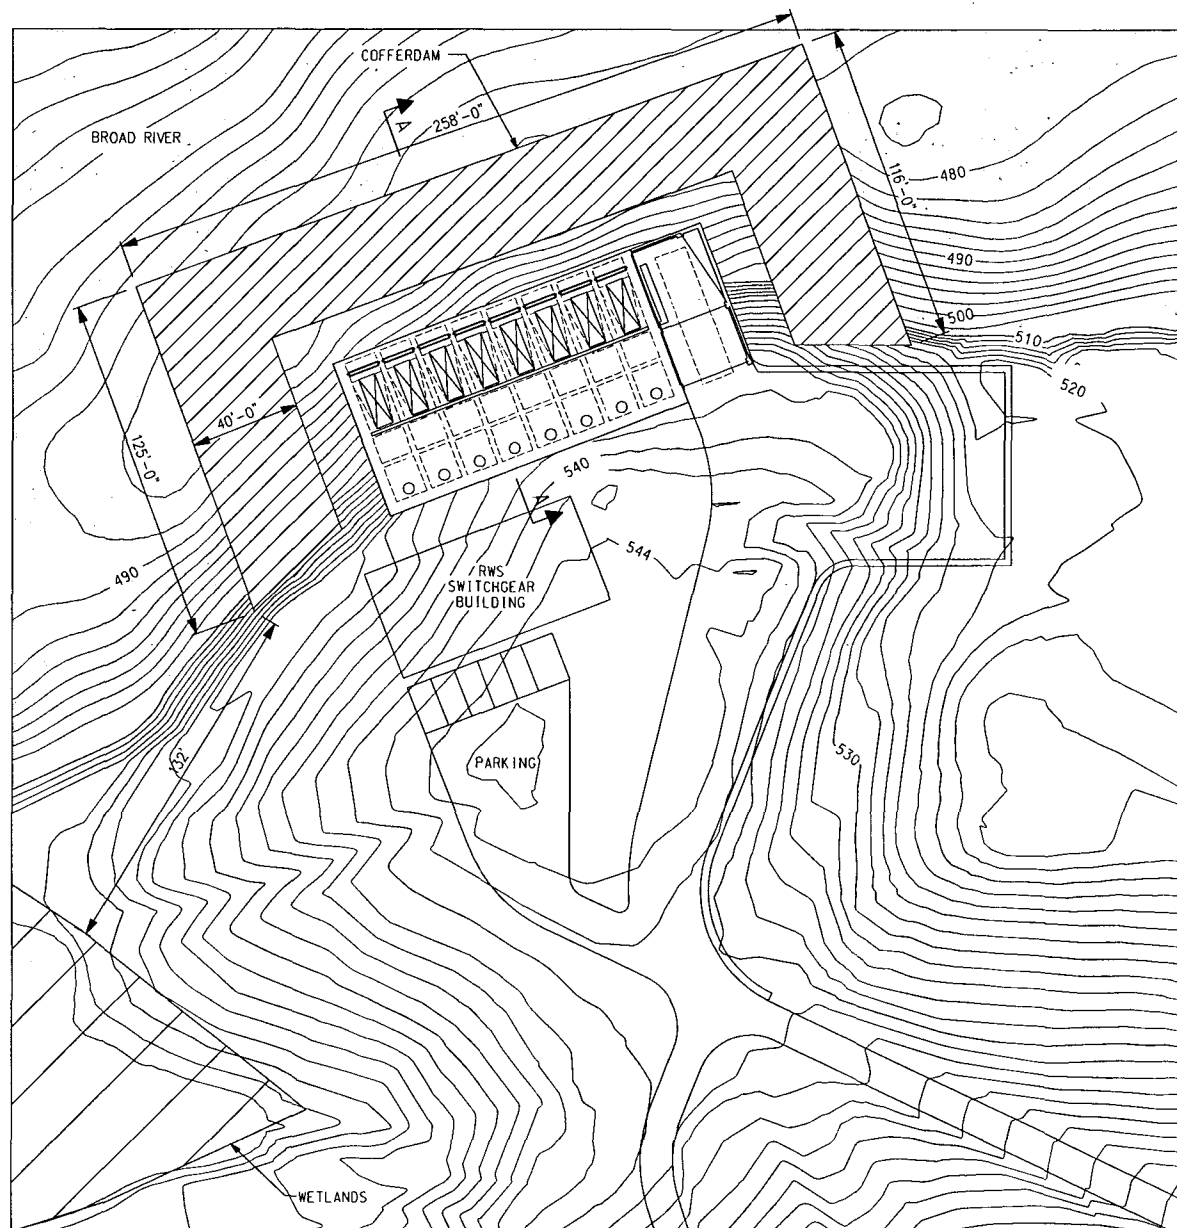 COFFERDAM
BROAD RIVER
A
258'-0"
480
116'-0"
490
500
510
520
40'-0"
125'-0"
540
A
544
490
RWS
SWITCHGEAR
BUILDING
132'
530
PARKING
WETLANDS